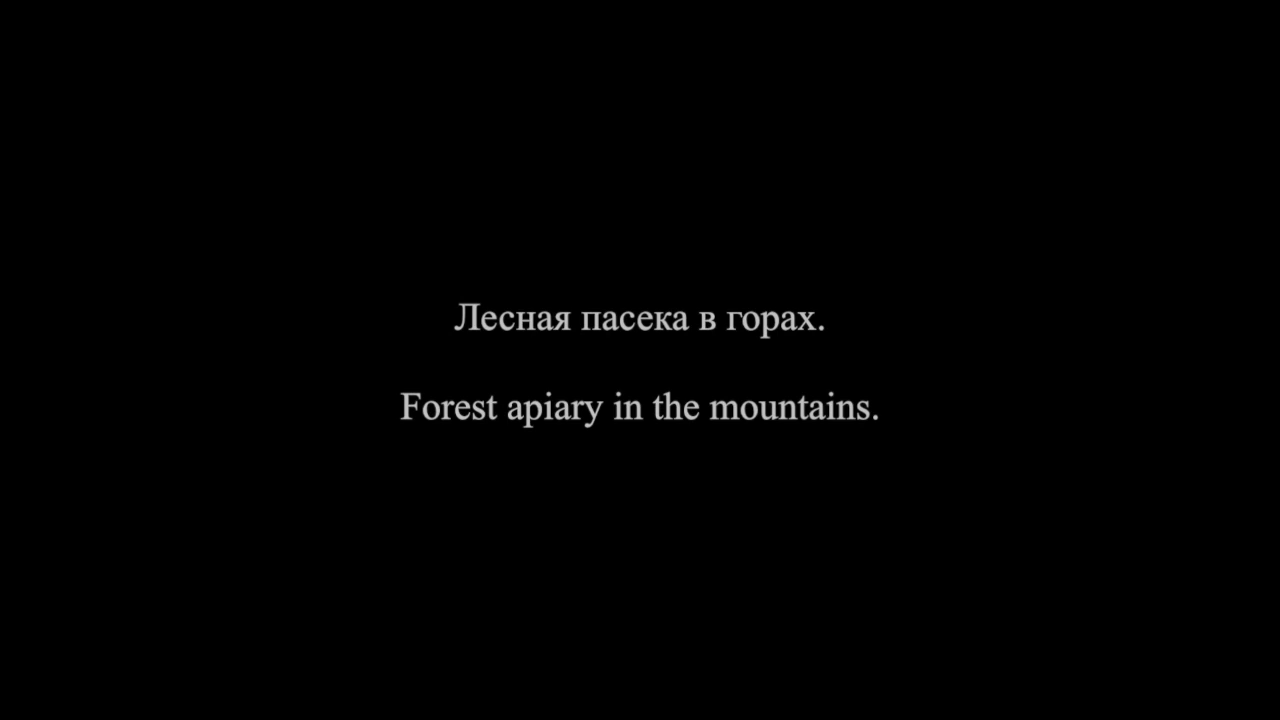 Лесная пасека в горах.
Forest apiary in the mountains.